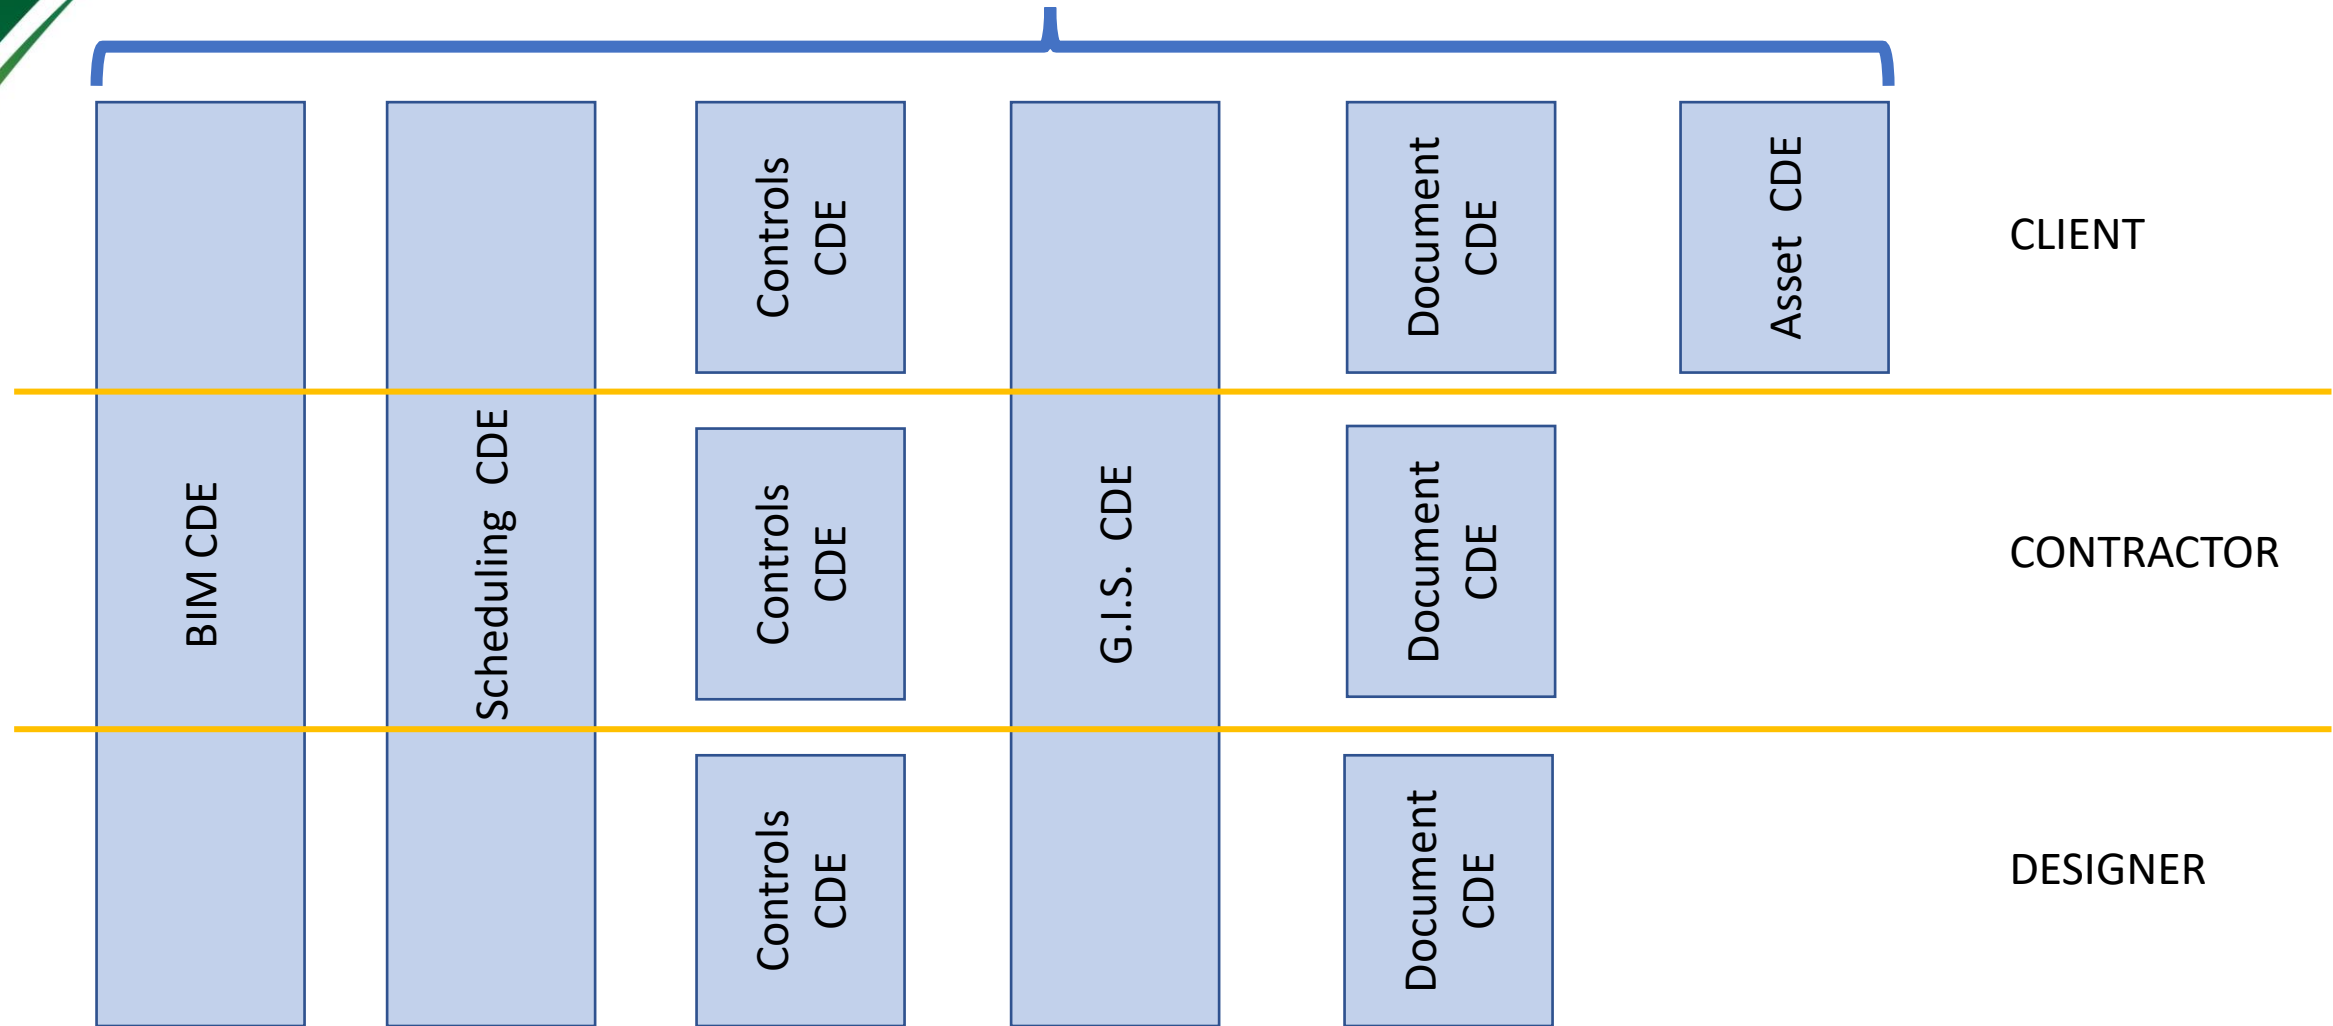 Controls
CDE
Document
CDE
Asset CDE
CLIENT
BIM CDE
Scheduling CDE
Controls
CDE
G.I.S. CDE
Document
CDE
CONTRACTOR
Controls
CDE
Document
CDE
DESIGNER